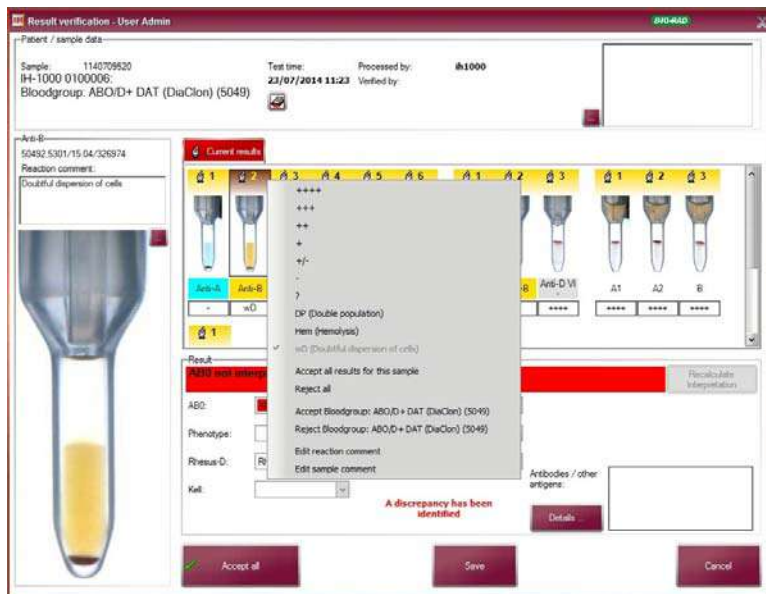 Result verification - User Admin
BIO-RAD
Patient / sample data
Sample: 1140709520
IH-1000 0100006:
Bloodgroup: ABO/D+ DAT (DiaClon) (5049)
Test time: Processed by: ih1000
23/07/2014 11:23 Verified by:
Anti-B
50492.5301/15.04/326974
Reaction comment:
Doubtful dispersion of cells
Current results
1 2 3 4 5 6 1 2 3 1 2 3
++++
+++
++
+
+/-
-
?
DP (Double population)
Hem (Hemolysis)
wD (Doubtful dispersion of cells)
Accept all results for this sample
Reject all
Accept Bloodgroup: ABO/D+ DAT (DiaClon) (5049)
Reject Bloodgroup: ABO/D+ DAT (DiaClon) (5049)
Edit reaction comment
Edit sample comment
Anti-A Anti-B -B Anti-D VI - A1 A2 B
- wD ++++ ++++ ++++ ++++
1
Result
AB0 not interp
Recalculate
Interpretation
AB0:
Phenotype:
Rhesus-D: Rh
Kell:
A discrepancy has been
identified
Antibodies / other
antigens:
Details ...
Accept all
Save
Cancel